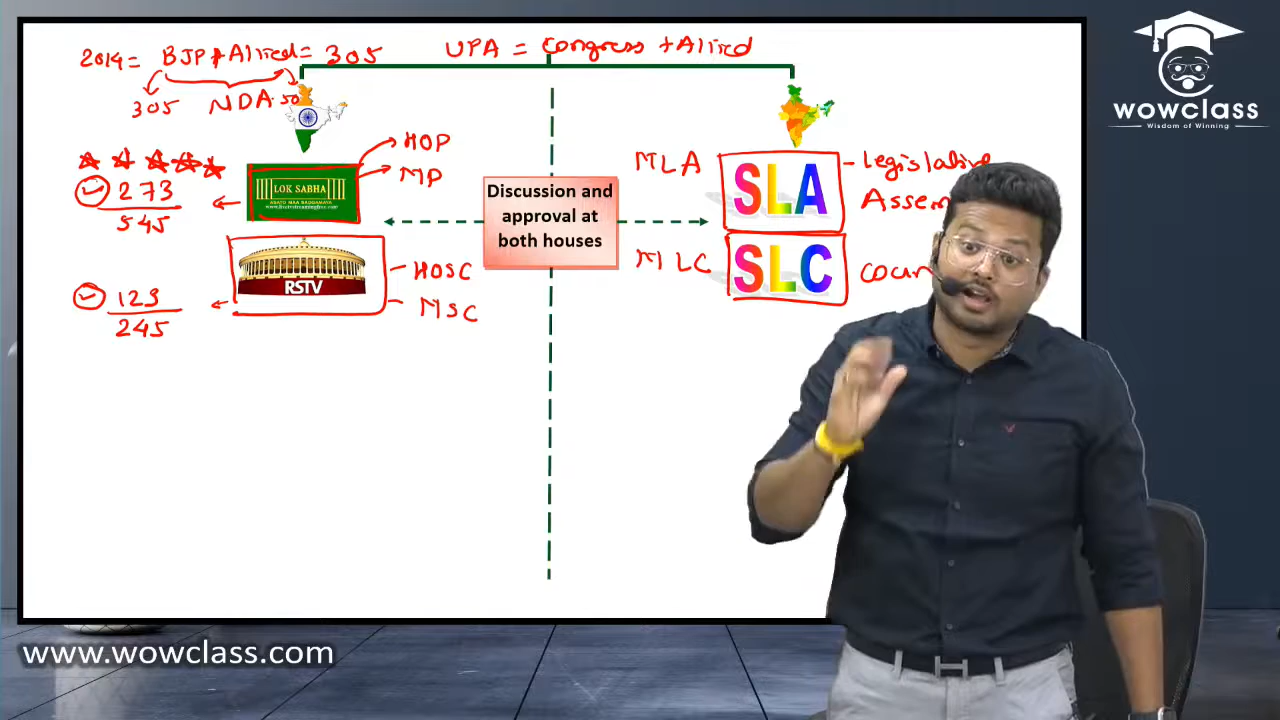 2014 = BJP + Allied = 305
305 NDA 50
UPA = Congress + Allied
HOP
MP
LOK SABHA
273
545
RSTV
HOSC
MSC
123
245
Discussion and
approval at
both houses
MLA
SLA
legislative
Assem
MLC
SLC
coun
wowclass
Wisdom of Winning
www.wowclass.com